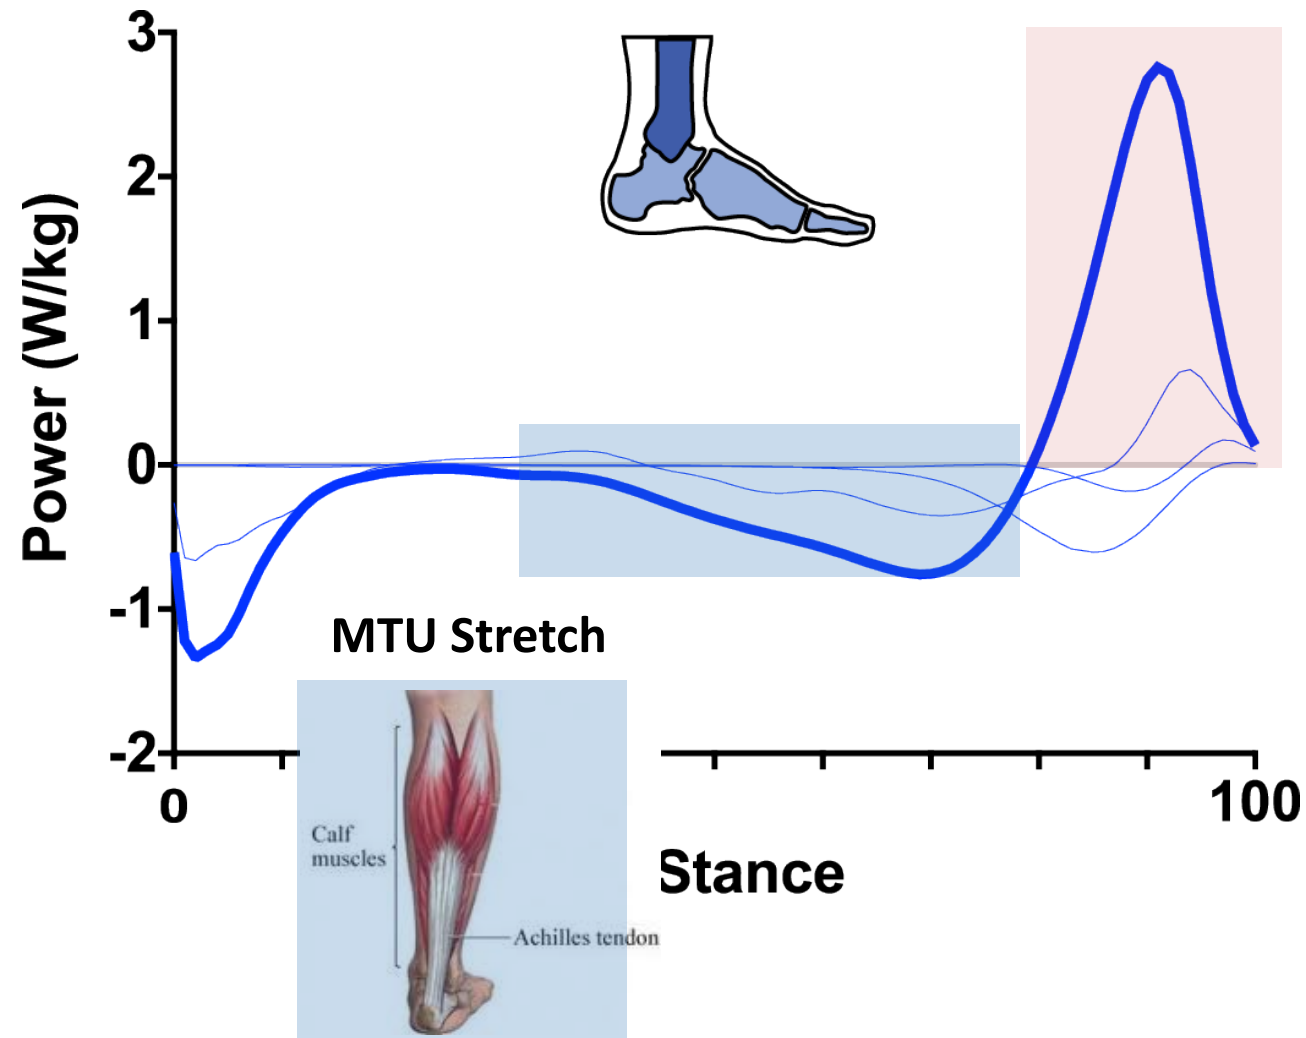 3
2
1
0
-1
-2
Power (W/kg)
MTU Stretch
0
100
Stance
Calf
muscles
Achilles tendon